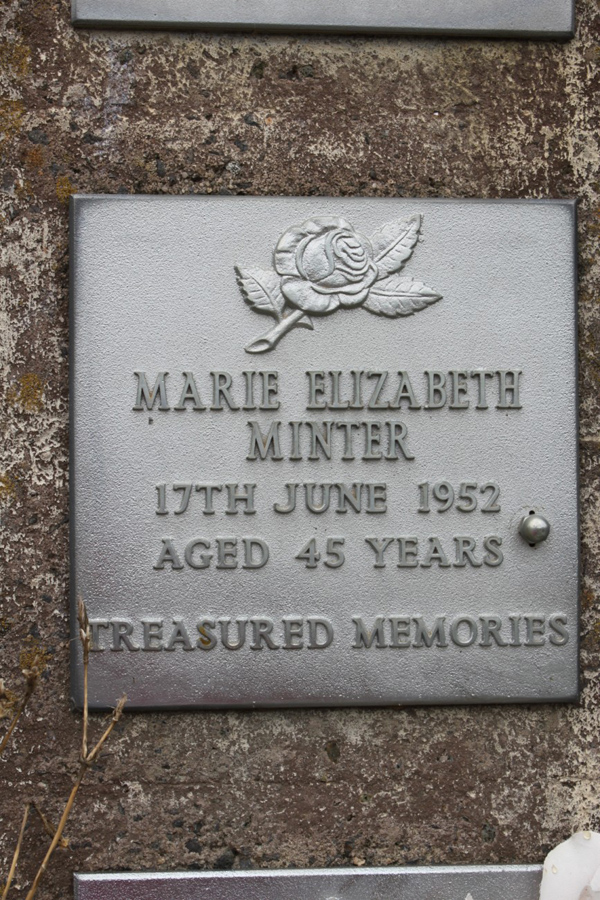 MARIE ELIZABETH
MINTER
17TH JUNE 1952
AGED 45 YEARS
TREASURED MEMORIES